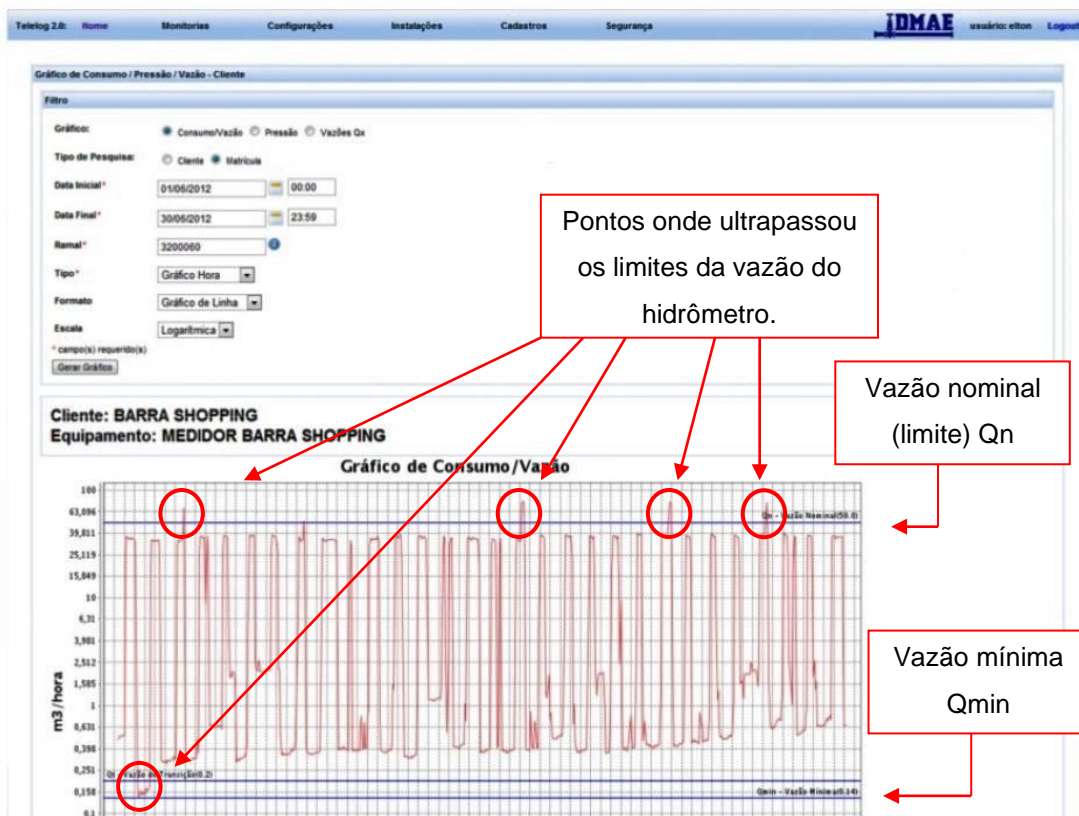 Telelog 2.0: Home Monitorias Configurações Instalações Cadastros Segurança DMAE usuário: elton Logout
Gráfico de Consumo / Pressão / Vazão - Cliente
Filtro
Gráfico: Consumo/Vazão Pressão Vazões Qx
Tipo de Pesquisa: Cliente Matrícula
Data Inicial* 01/06/2012 00:00
Data Final* 30/06/2012 23:59
Ramal* 3200060
Tipo* Gráfico Hora
Formato Gráfico de Linha
Escala Logarítmica
* campo(s) requerido(s)
Gerar Gráfico
Pontos onde ultrapassou
os limites da vazão do
hidrômetro.
Vazão nominal
(limite) Qn
Cliente: BARRA SHOPPING
Equipamento: MEDIDOR BARRA SHOPPING
Gráfico de Consumo/Vazão
100
63,096
Qn - Vazão Nominal(50.0)
39,811
25,119
15,849
10
6,31
3,981
2,512
1,585
1
0,631
0,398
0,251
Qt - Vazão de Transição(0.2)
0,158
Qmin - Vazão Mínima(0.14)
0.1
m3/hora
Vazão mínima
Qmin